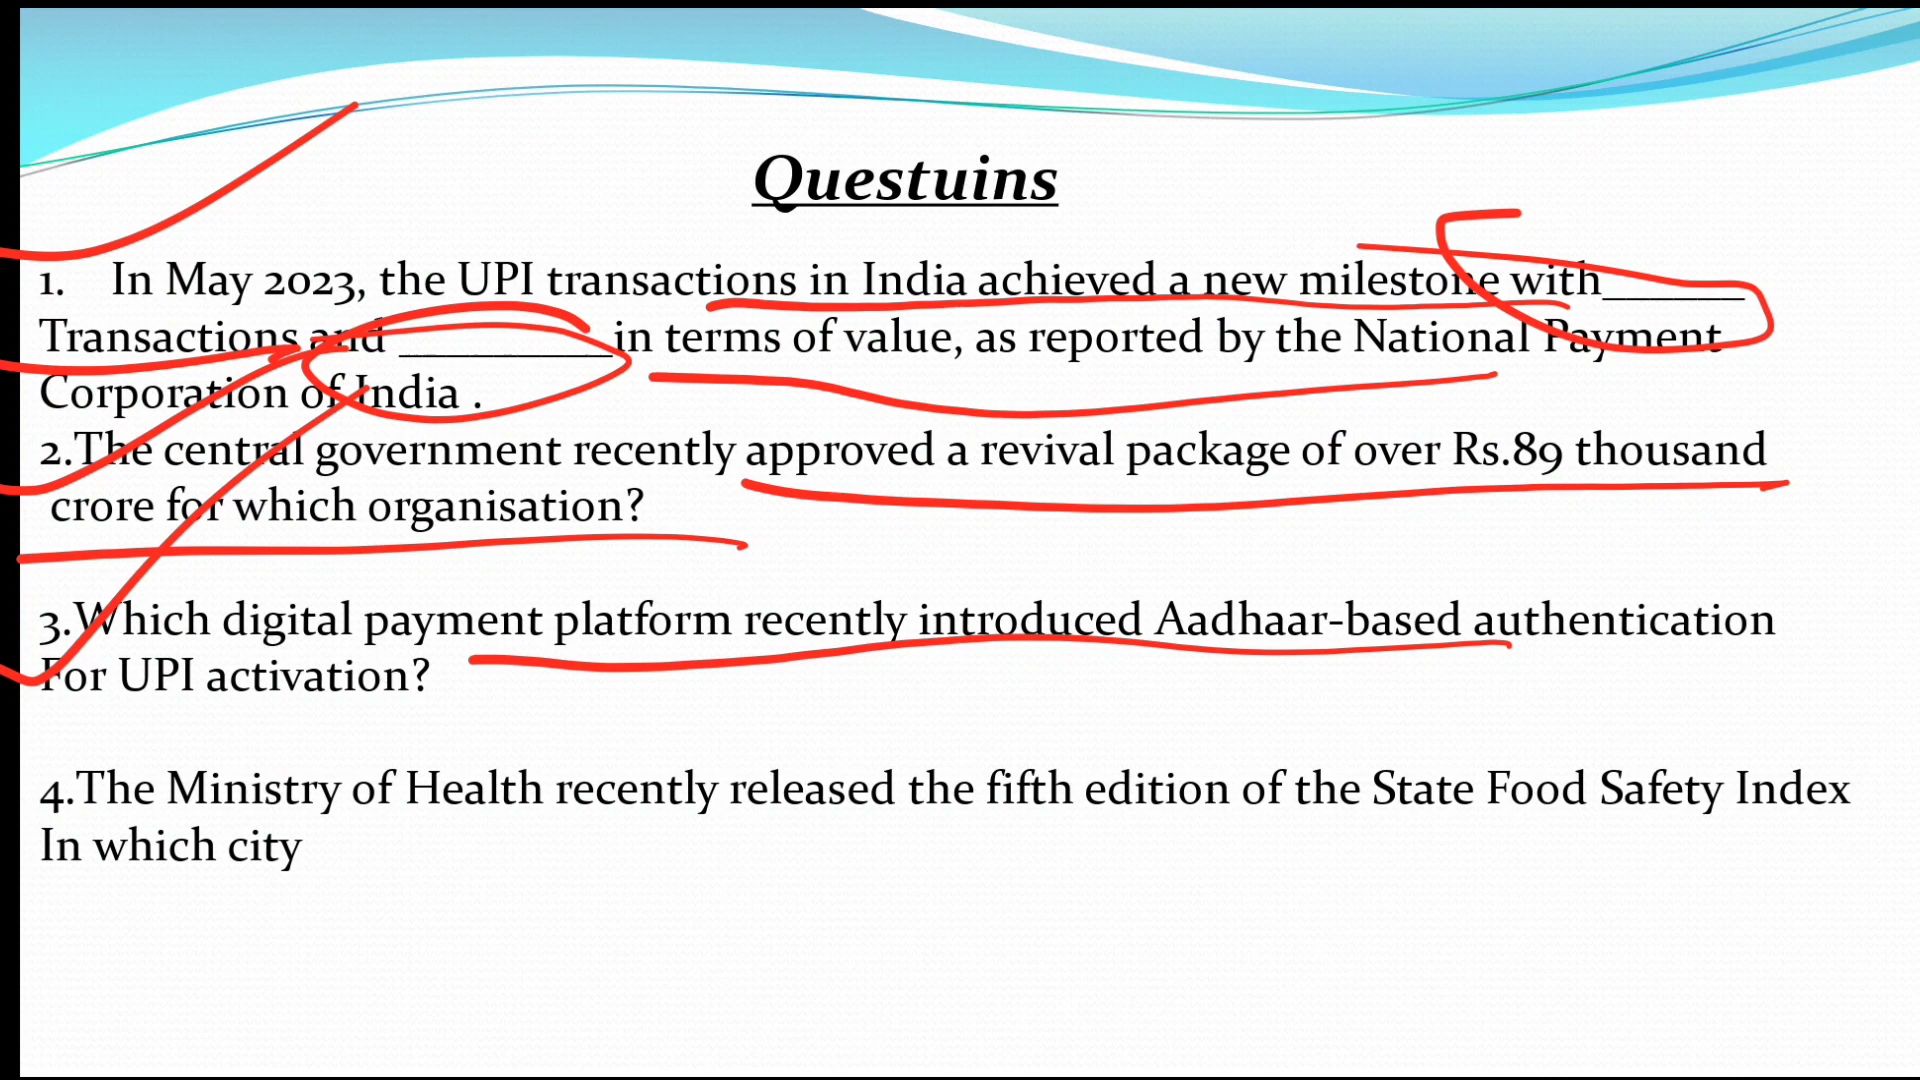 Questuins
1. In May 2023, the UPI transactions in India achieved a new milestone with______
Transactions and _________in terms of value, as reported by the National Payment
Corporation of India .
2.The central government recently approved a revival package of over Rs.89 thousand
crore for which organisation?
3.Which digital payment platform recently introduced Aadhaar-based authentication
For UPI activation?
4.The Ministry of Health recently released the fifth edition of the State Food Safety Index
In which city